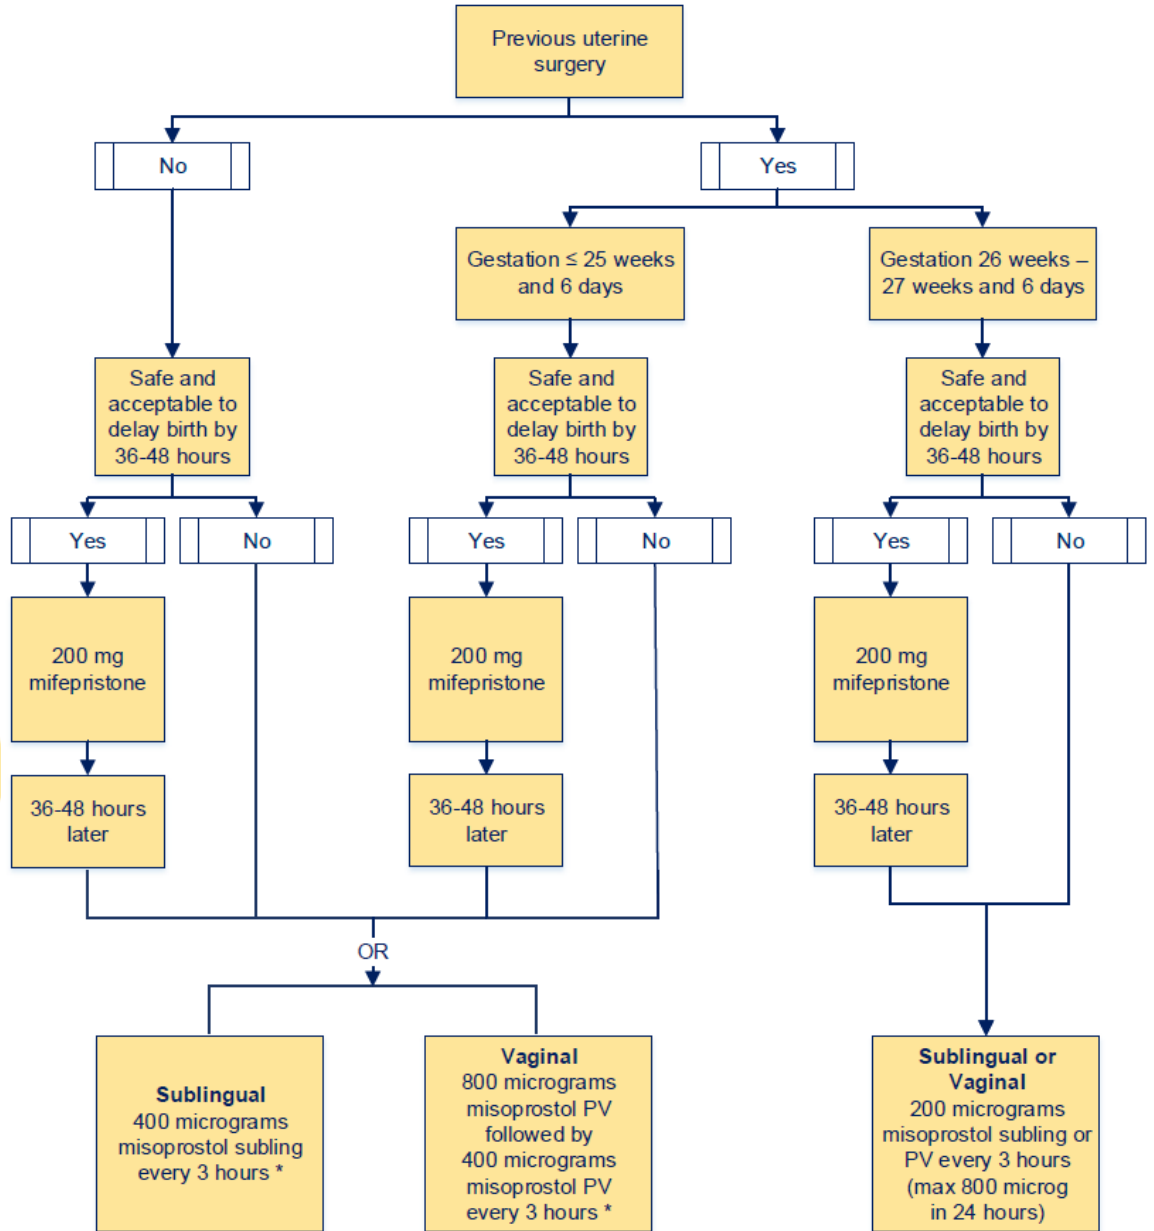 Previous uterine
surgery
No
Yes
Gestation ≤ 25 weeks
and 6 days
Gestation 26 weeks –
27 weeks and 6 days
Safe and
acceptable to
delay birth by
36-48 hours
Safe and
acceptable to
delay birth by
36-48 hours
Safe and
acceptable to
delay birth by
36-48 hours
Yes
No
Yes
No
Yes
No
200 mg
mifepristone
200 mg
mifepristone
200 mg
mifepristone
36-48 hours
later
36-48 hours
later
36-48 hours
later
OR
Sublingual
400 micrograms
misoprostol subling
every 3 hours *
Vaginal
800 micrograms
misoprostol PV
followed by
400 micrograms
misoprostol PV
every 3 hours *
Sublingual or
Vaginal
200 micrograms
misoprostol subling or
PV every 3 hours
(max 800 microg
in 24 hours)